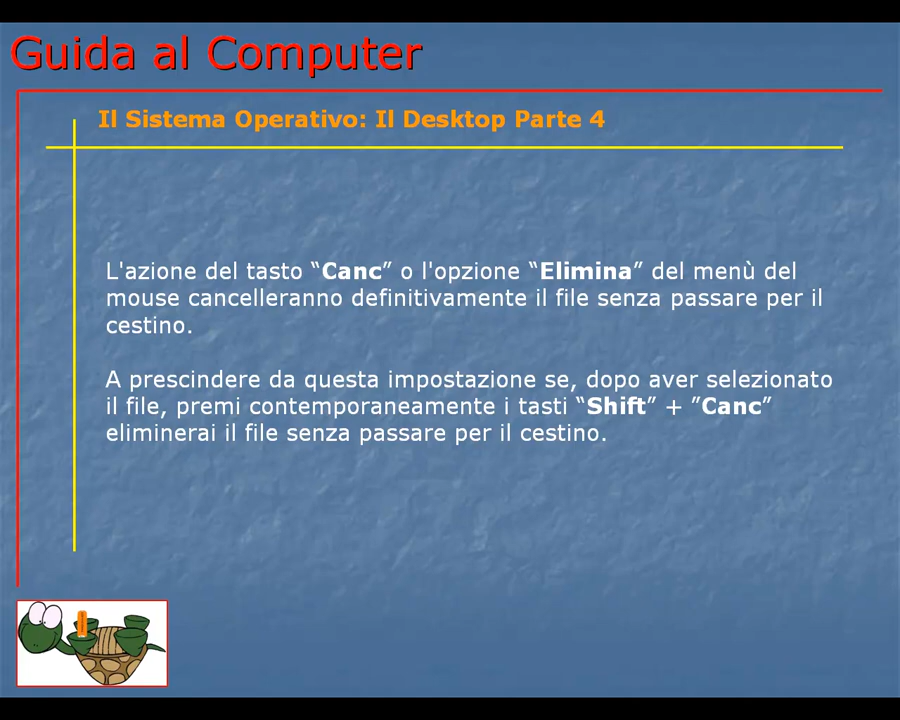 Guida al Computer
Il Sistema Operativo: Il Desktop Parte 4
L'azione del tasto “Canc” o l'opzione “Elimina” del menù del
mouse cancelleranno definitivamente il file senza passare per il
cestino.
A prescindere da questa impostazione se, dopo aver selezionato
il file, premi contemporaneamente i tasti “Shift” + ”Canc”
eliminerai il file senza passare per il cestino.